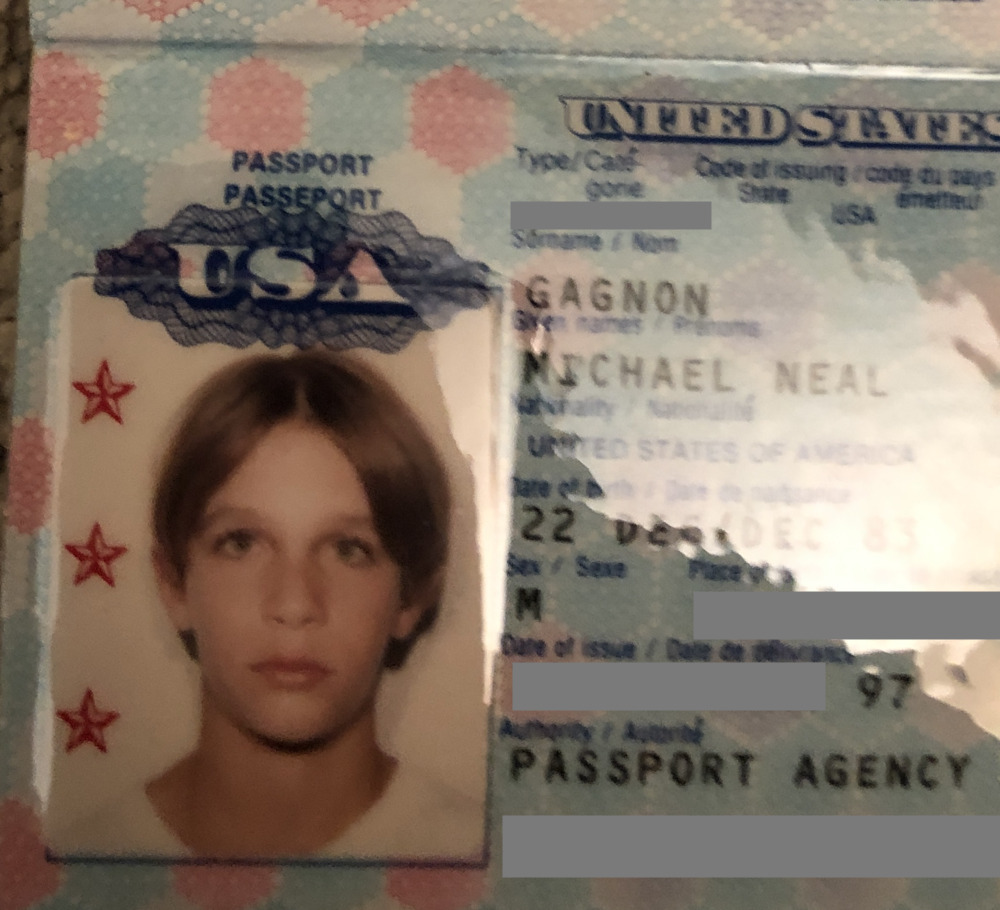 UNITED STATES
PASSPORT
PASSEPORT
USA
Type/Caté-
gorie
Code of issuing / code du pays
State émetteur
USA
Surname / Nom
GAGNON
Given names / Prénoms
MICHAEL NEAL
Nationality / Nationalité
UNITED STATES OF AMERICA
Date of birth / Date de naissance
22 DEC/DEC 83
Sex / Sexe
Place of
M
Date of issue / Date de délivrance
97
Authority / Autorité
PASSPORT AGENCY